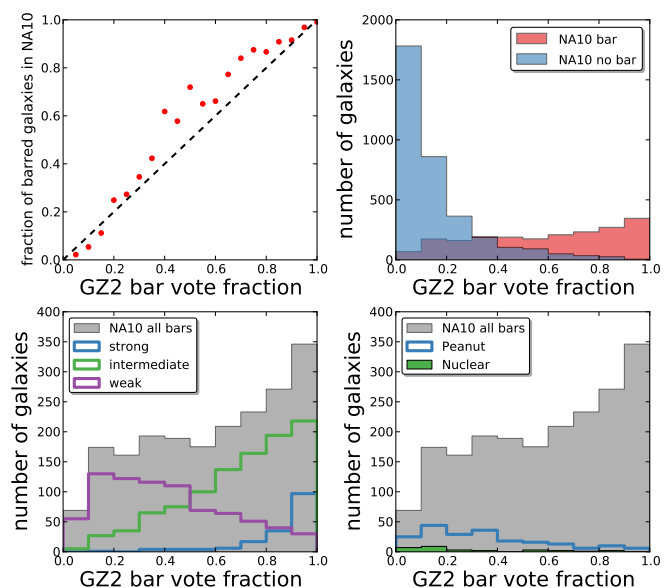 fraction of barred galaxies in NA10
1.0
0.8
0.6
0.4
0.2
0.0
0.0 0.2 0.4 0.6 0.8 1.0
GZ2 bar vote fraction
number of galaxies
2000
1500
1000
500
0
NA10 bar
NA10 no bar
0.0 0.2 0.4 0.6 0.8 1.0
GZ2 bar vote fraction
number of galaxies
400
350
300
250
200
150
100
50
0
NA10 all bars
strong
intermediate
weak
0.0 0.2 0.4 0.6 0.8 1.0
GZ2 bar vote fraction
number of galaxies
400
350
300
250
200
150
100
50
0
NA10 all bars
Peanut
Nuclear
0.0 0.2 0.4 0.6 0.8 1.0
GZ2 bar vote fraction